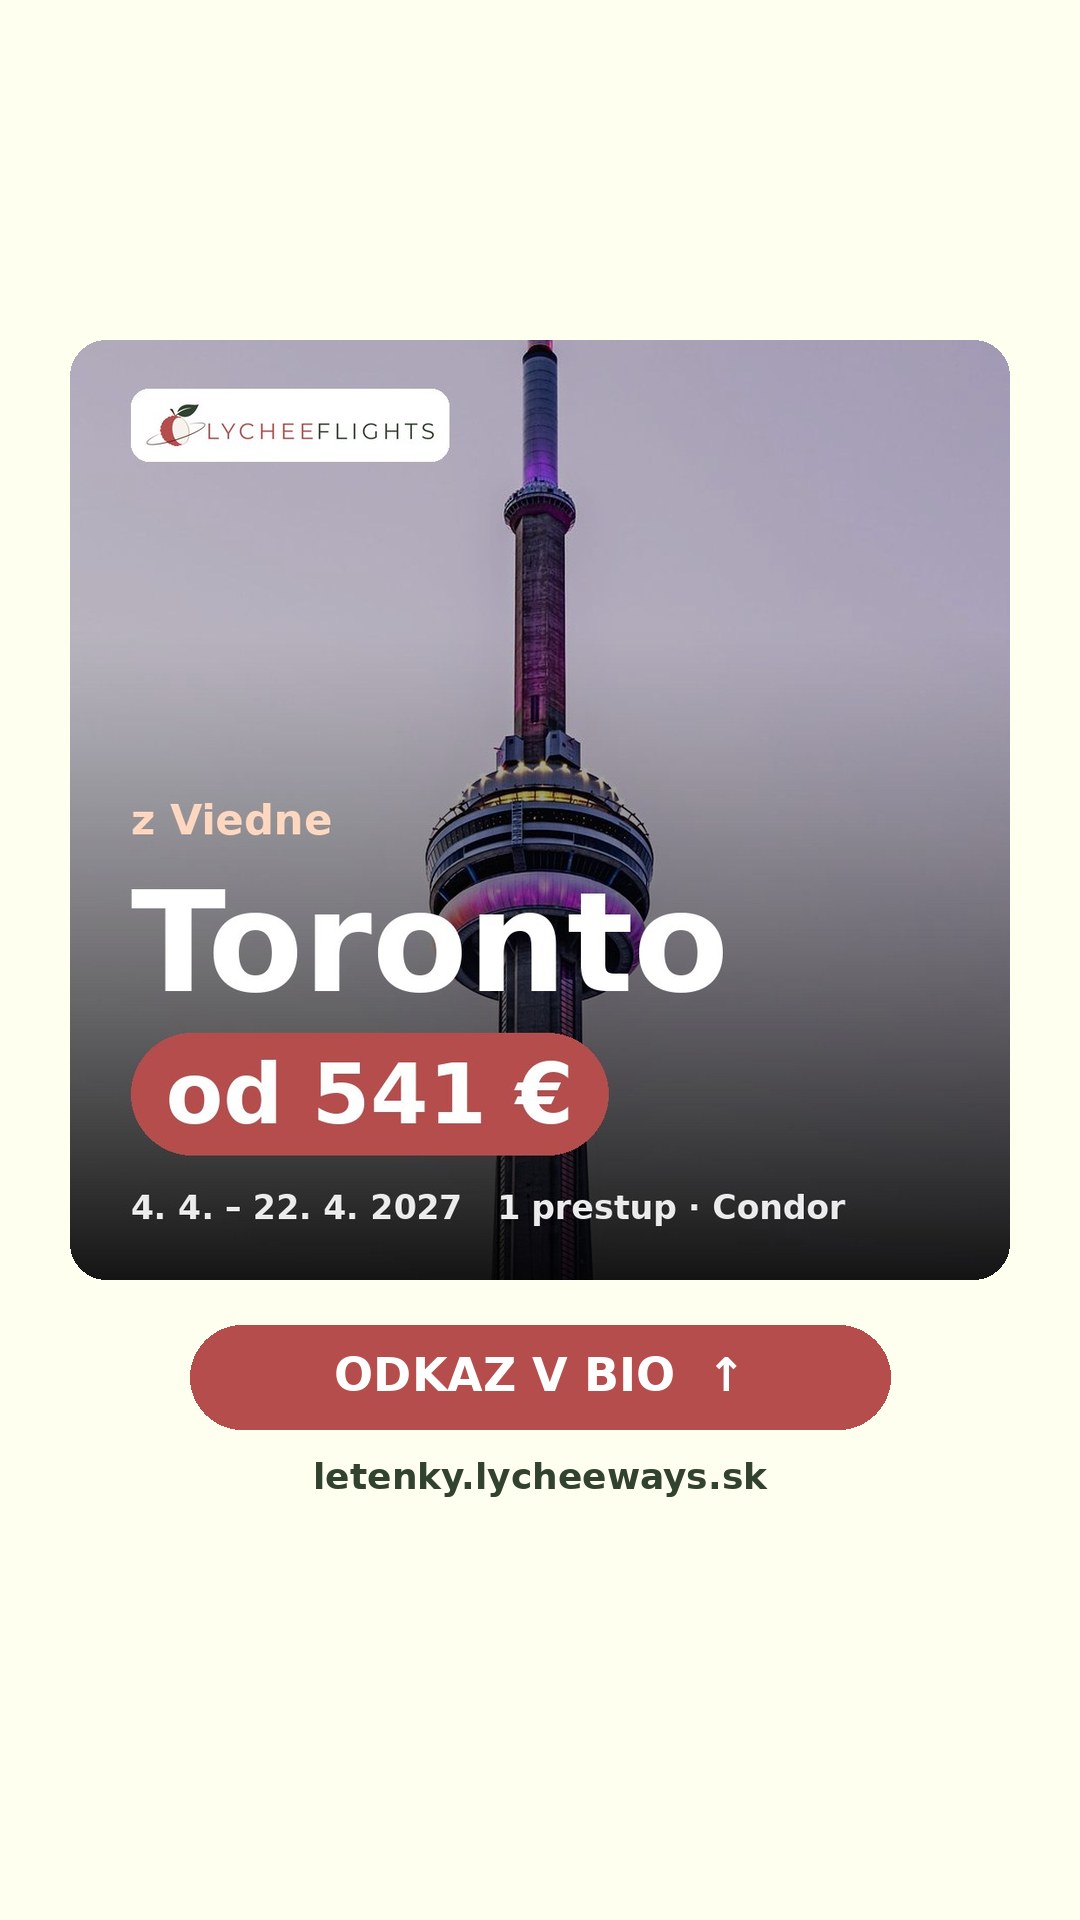 LYCHEEFLIGHTS
z Viedne
Toronto
od 541 €
4. 4. – 22. 4. 2027 1 prestup · Condor
ODKAZ V BIO ↑
letenky.lycheeways.sk